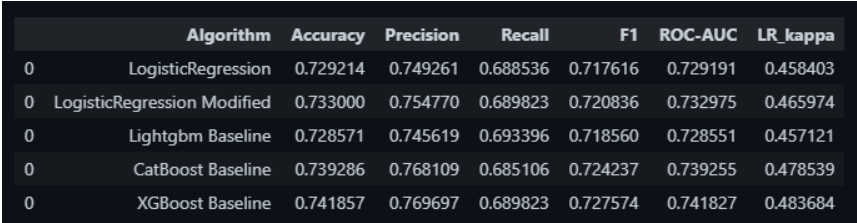 Algorithm Accuracy Precision Recall F1 ROC-AUC LR_kappa
0 LogisticRegression 0.729214 0.749261 0.688536 0.717616 0.729191 0.458403
0 LogisticRegression Modified 0.733000 0.754770 0.689823 0.720836 0.732975 0.465974
0 Lightgbm Baseline 0.728571 0.745619 0.693396 0.718560 0.728551 0.457121
0 CatBoost Baseline 0.739286 0.768109 0.685106 0.724237 0.739255 0.478539
0 XGBoost Baseline 0.741857 0.769697 0.689823 0.727574 0.741827 0.483684